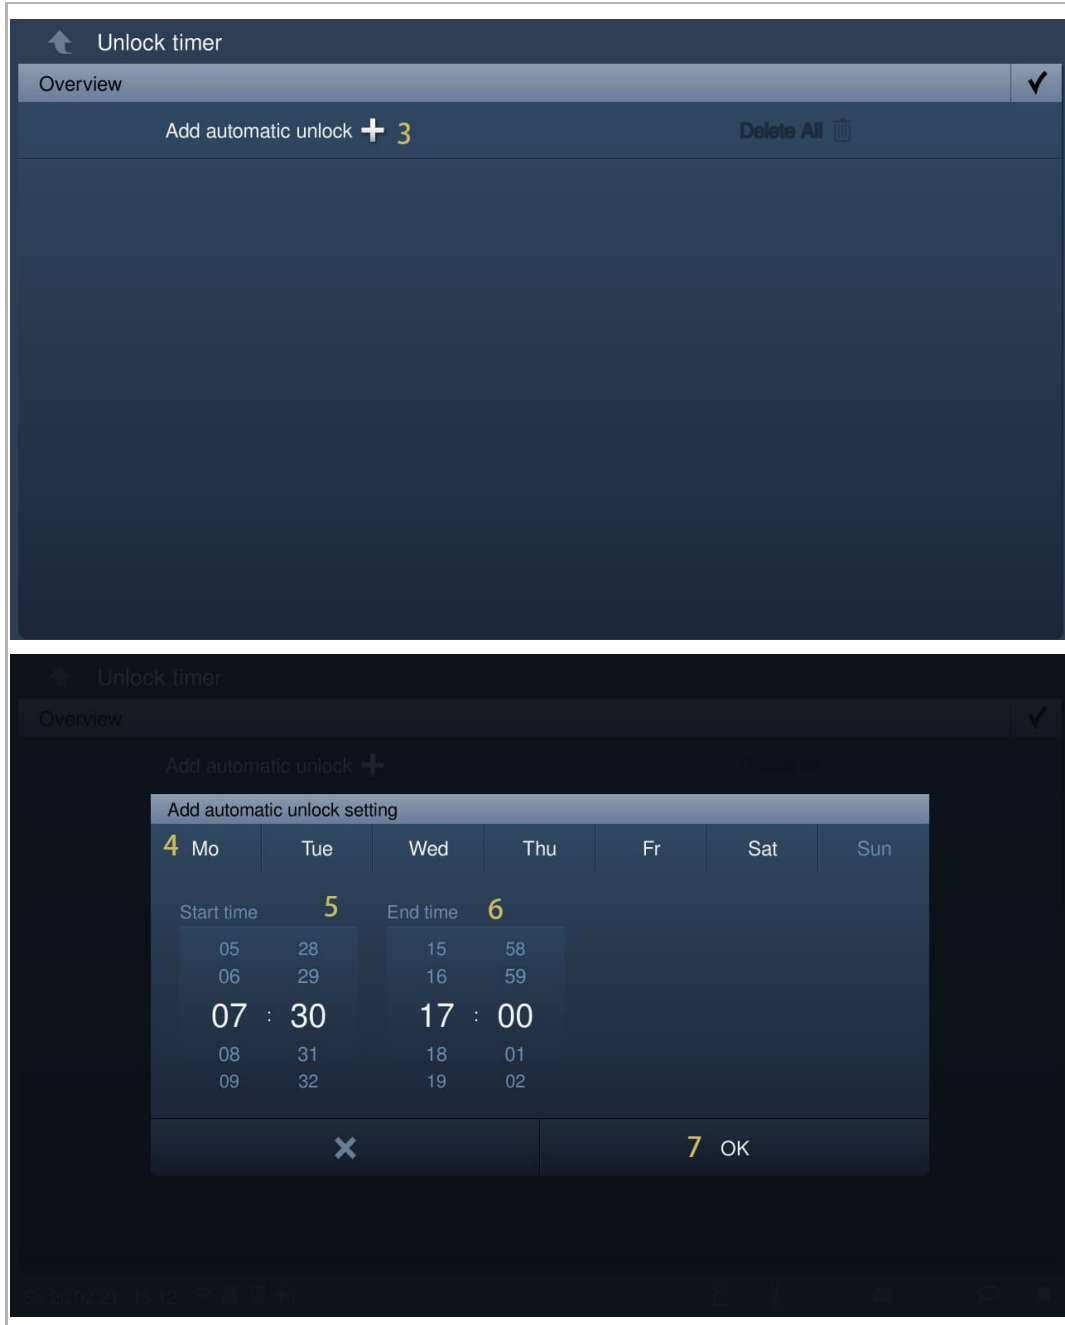 Unlock timer
Overview
Add automatic unlock 3 Delete All
Unlock timer
Overview
Add automatic unlock
Add automatic unlock setting
4 Mo Tue Wed Thu Fr Sat Sun
Start time 5 End time 6
05 28 15 58
06 29 16 59
07 : 30 17 : 00
08 31 18 01
09 32 19 02
7 OK